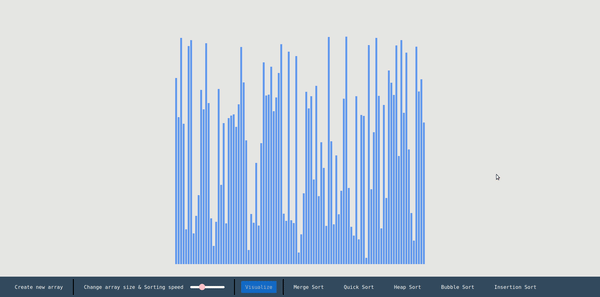 Create new array Change array size & Sorting speed Visualize Merge Sort Quick Sort Heap Sort Bubble Sort Insertion Sort